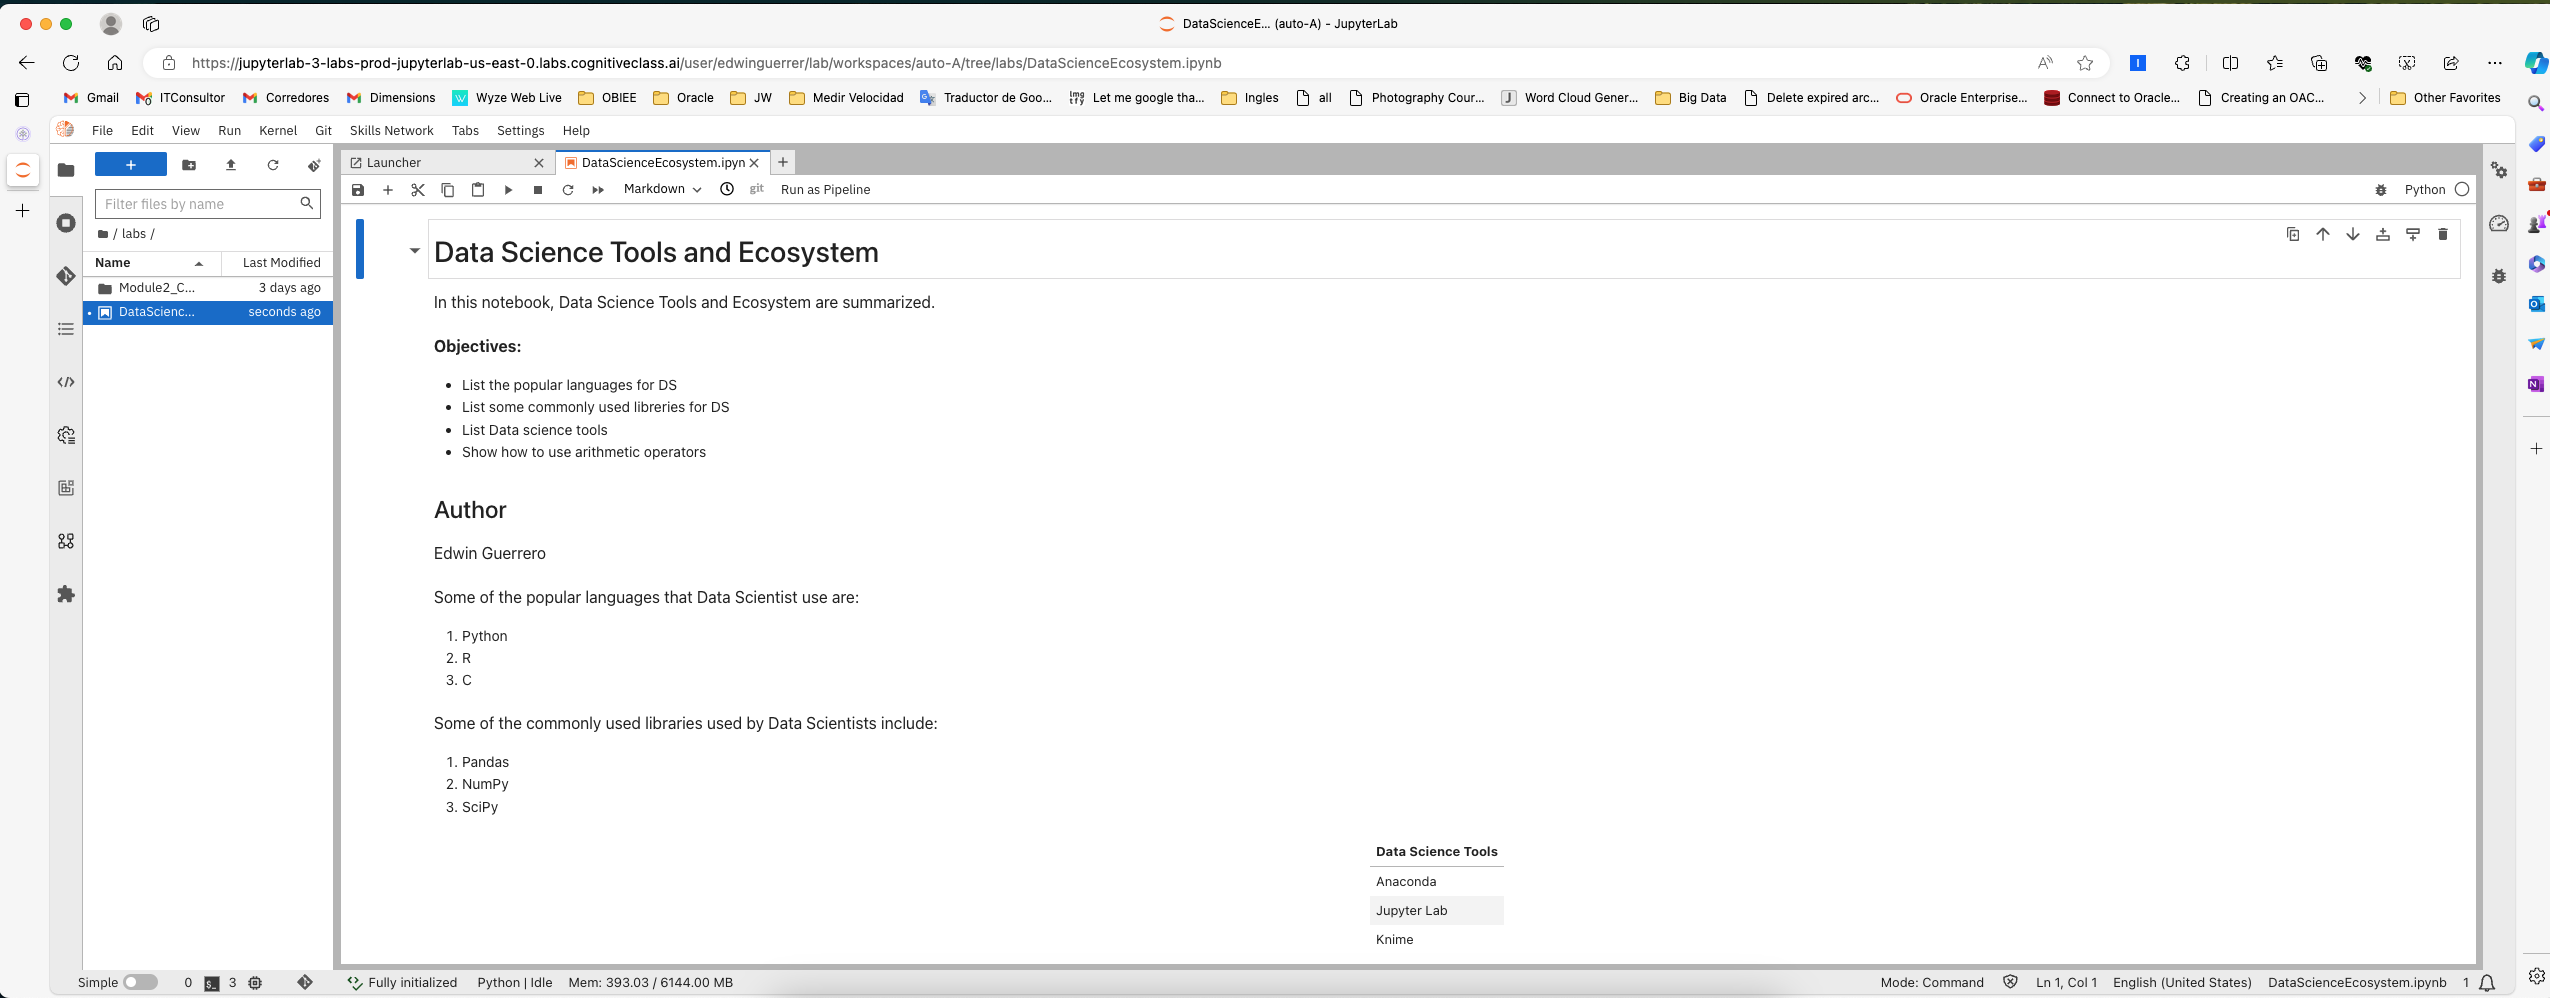 DataScienceE... (auto-A) - JupyterLab
https://jupyterlab-3-labs-prod-jupyterlab-us-east-0.labs.cognitiveclass.ai/user/edwinguerrer/lab/workspaces/auto-A/tree/labs/DataScienceEcosystem.ipynb
Gmail ITConsultor Corredores Dimensions Wyze Web Live OBIEE Oracle JW Medir Velocidad Traductor de Goo... Let me google tha... Ingles all Photography Cour... Word Cloud Gener... Big Data Delete expired arc... Oracle Enterprise... Connect to Oracle... Creating an OAC... Other Favorites
File Edit View Run Kernel Git Skills Network Tabs Settings Help
Launcher DataScienceEcosystem.ipyn
Markdown git Run as Pipeline Python
Filter files by name
/ labs /
Name Last Modified
Module2_C... 3 days ago
DataScienc... seconds ago
Data Science Tools and Ecosystem
In this notebook, Data Science Tools and Ecosystem are summarized.
Objectives:
• List the popular languages for DS
• List some commonly used libreries for DS
• List Data science tools
• Show how to use arithmetic operators
Author
Edwin Guerrero
Some of the popular languages that Data Scientist use are:
1. Python
2. R
3. C
Some of the commonly used libraries used by Data Scientists include:
1. Pandas
2. NumPy
3. SciPy
Data Science Tools
Anaconda
Jupyter Lab
Knime
Simple 0 3 Fully initialized Python | Idle Mem: 393.03 / 6144.00 MB Mode: Command Ln 1, Col 1 English (United States) DataScienceEcosystem.ipynb 1